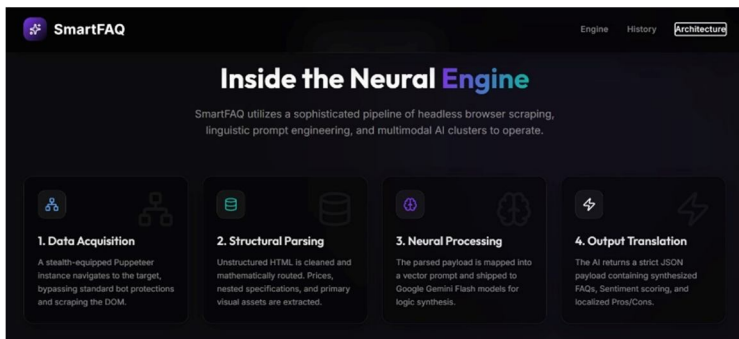 SmartFAQ
Engine History Architecture
Inside the Neural Engine
SmartFAQ utilizes a sophisticated pipeline of headless browser scraping,
linguistic prompt engineering, and multimodal AI clusters to operate.
1. Data Acquisition
A stealth-equipped Puppeteer
instance navigates to the target,
bypassing standard bot protections
and scraping the DOM.
2. Structural Parsing
Unstructured HTML is cleaned and
mathematically routed. Prices,
nested specifications, and primary
visual assets are extracted.
3. Neural Processing
The parsed payload is mapped into
a vector prompt and shipped to
Google Gemini Flash models for
logic synthesis.
4. Output Translation
The AI returns a strict JSON
payload containing synthesized
FAQs, Sentiment scoring, and
localized Pros/Cons.